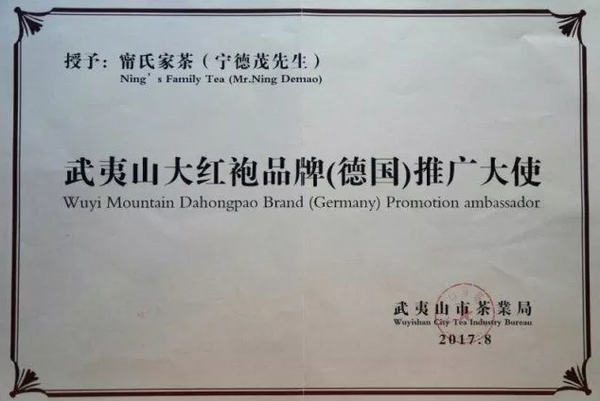 授予：甯氏家茶（宁德茂先生）
Ning's Family Tea (Mr.Ning Demao)
武夷山大红袍品牌(德国)推广大使
Wuyi Mountain Dahongpao Brand (Germany) Promotion ambassador
武夷山市茶業局
Wuyishan City Tea Industry Bureau
2017.8